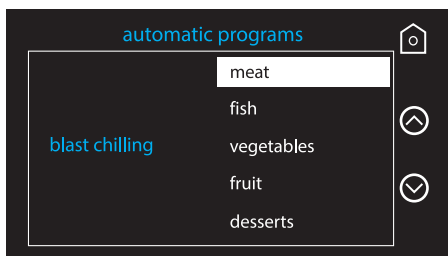 automatic programs
meat
fish
blast chilling
vegetables
fruit
desserts